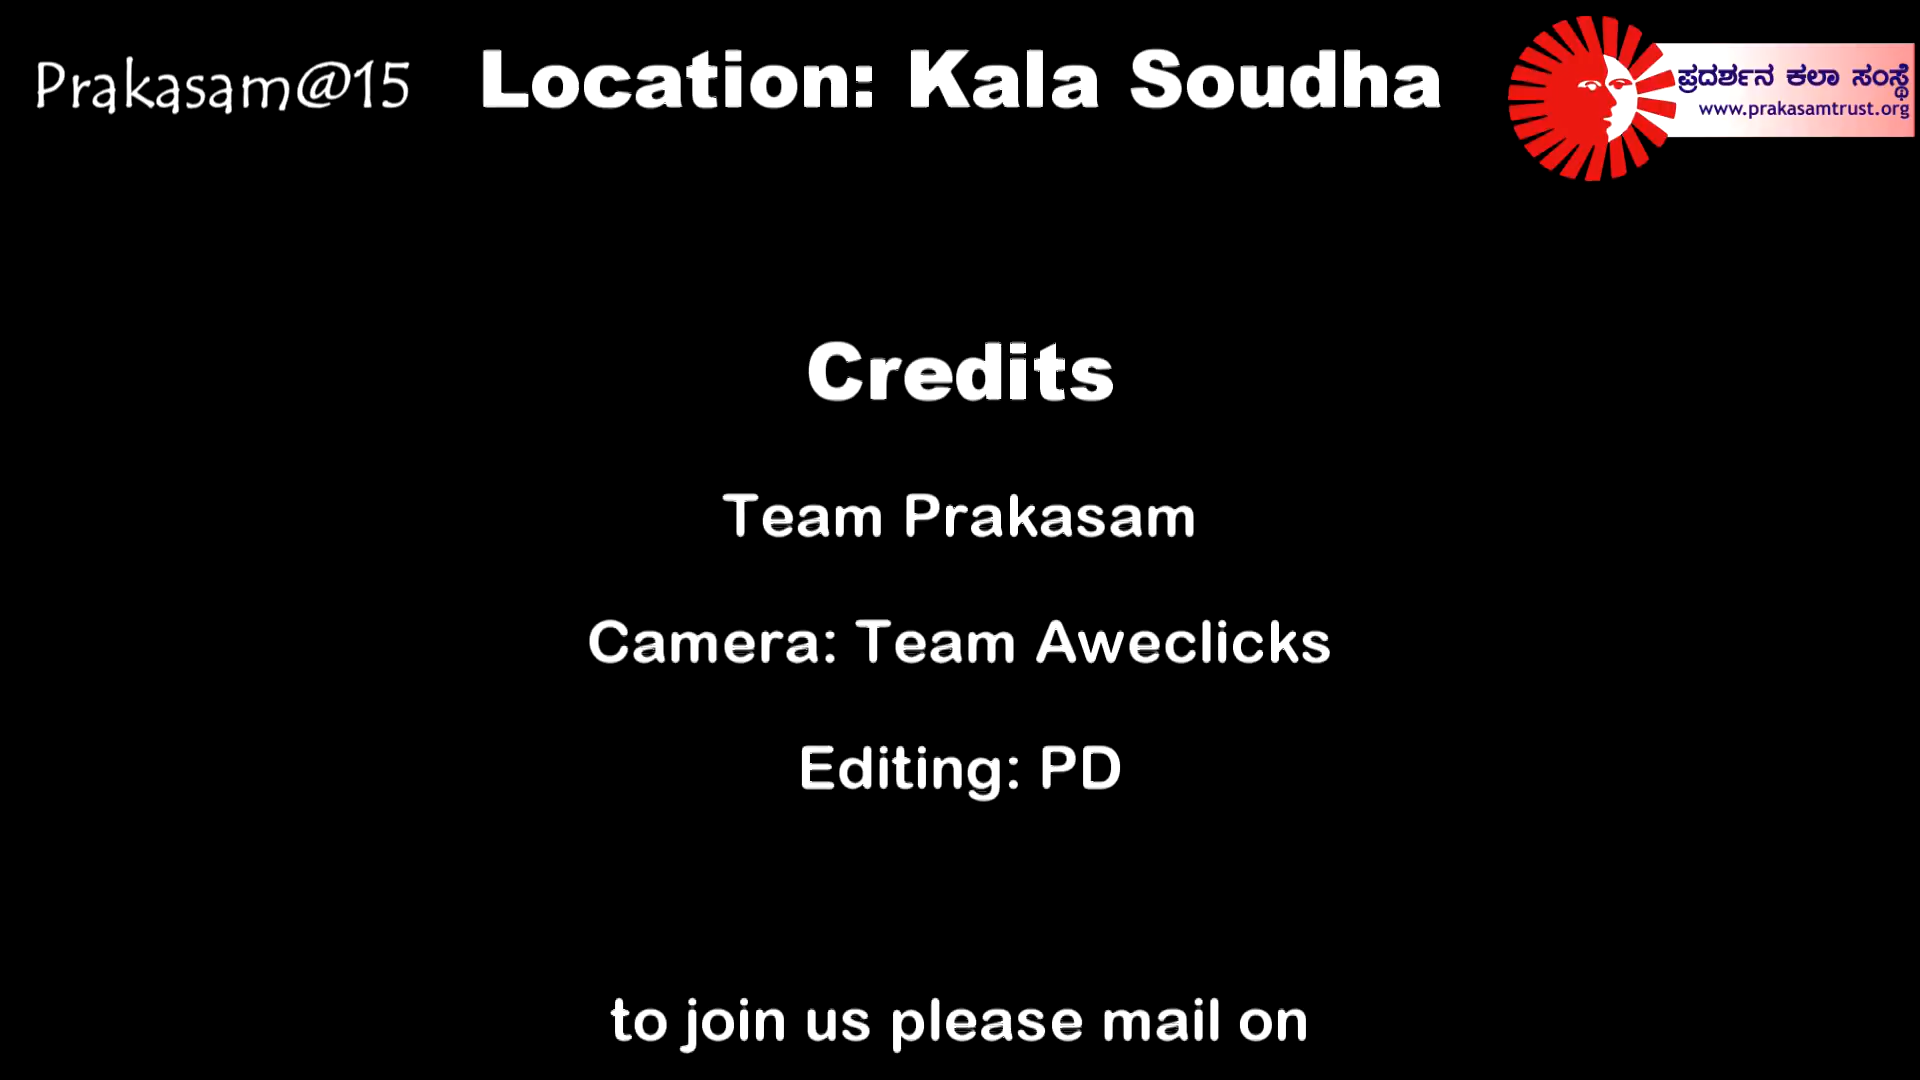 Prakasam@15
Location: Kala Soudha
ಪ್ರದರ್ಶನ ಕಲಾ ಸಂಸ್ಥೆ
www.prakasamtrust.org
Credits
Team Prakasam
Camera: Team Aweclicks
Editing: PD
to join us please mail on